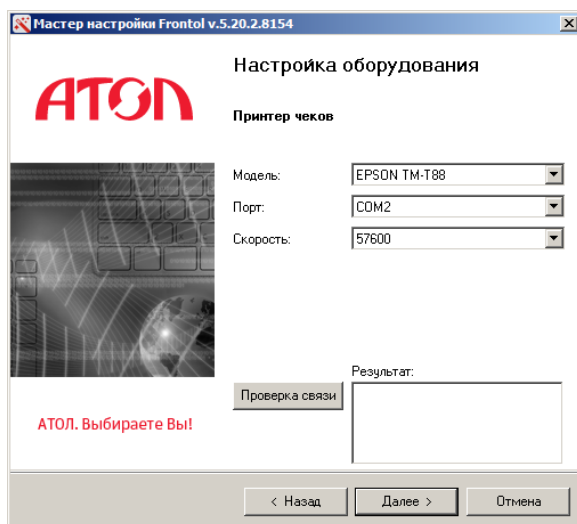 Мастер настройки Frontol v.5.20.2.8154
АТОЛ
Настройка оборудования
Принтер чеков
Модель: EPSON TM-T88
Порт: COM2
Скорость: 57600
Результат:
Проверка связи
АТОЛ. Выбираете Вы!
< Назад Далее > Отмена